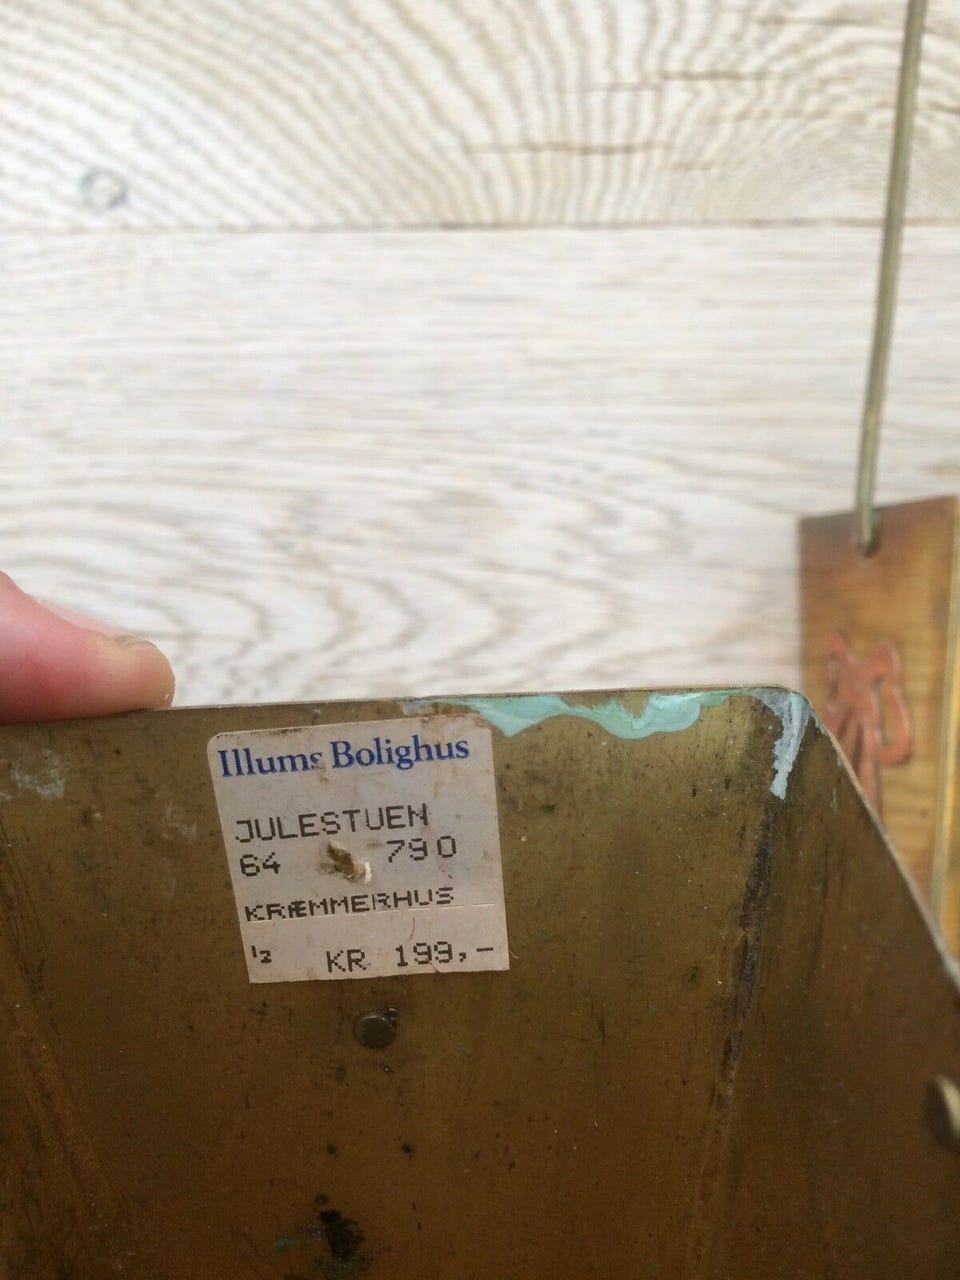 Illums Bolighus
JULESTUEN
64 790
KRÆMMERHUS
½ KR 199,-